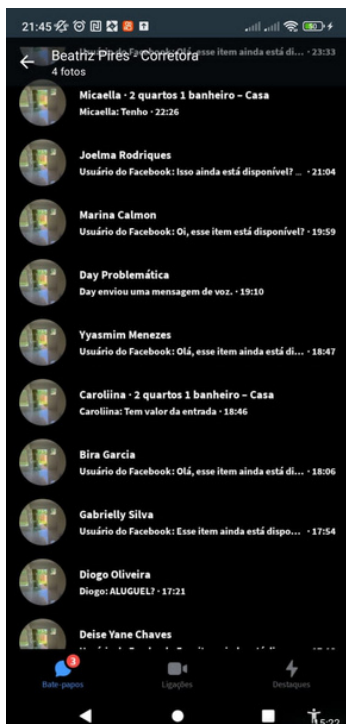 21:45
Beatriz Pires - Corretora
4 fotos
Usuário do Facebook: Olá, esse item ainda está di... · 23:33
Micaella · 2 quartos 1 banheiro – Casa
Micaella: Tenho · 22:26
Joelma Rodriques
Usuário do Facebook: Isso ainda está disponível? ... · 21:04
Marina Calmon
Usuário do Facebook: Oi, esse item está disponível? · 19:59
Day Problemática
Day enviou uma mensagem de voz. · 19:10
Yyasmim Menezes
Usuário do Facebook: Olá, esse item ainda está di... · 18:47
Caroliina · 2 quartos 1 banheiro – Casa
Caroliina: Tem valor da entrada · 18:46
Bira Garcia
Usuário do Facebook: Olá, esse item ainda está di... · 18:06
Gabrielly Silva
Usuário do Facebook: Esse item ainda está dispo... · 17:54
Diogo Oliveira
Diogo: ALUGUEL? · 17:21
Deise Yane Chaves
3
Bate-papos
Ligações
Destaques
15:22